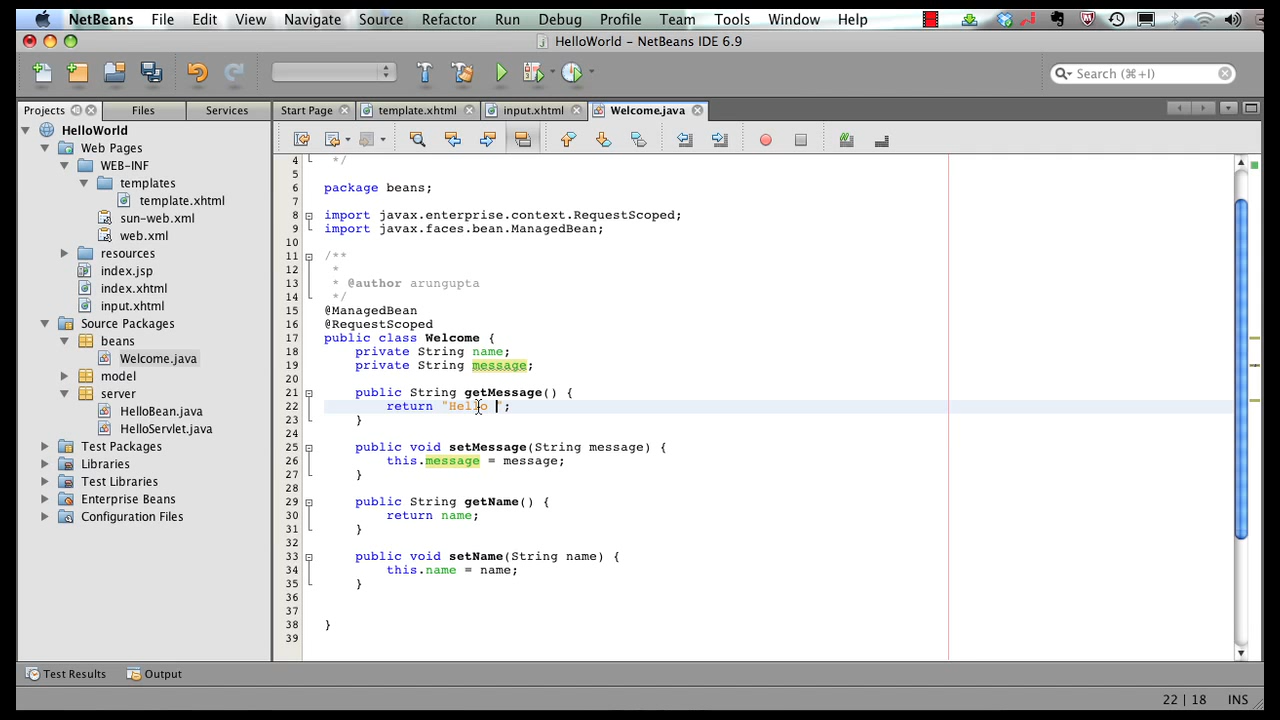 NetBeans File Edit View Navigate Source Refactor Run Debug Profile Team Tools Window Help
HelloWorld – NetBeans IDE 6.9
Search (⌘+I)
Projects Files Services
Start Page template.xhtml input.xhtml Welcome.java
HelloWorld
Web Pages
WEB-INF
templates
template.xhtml
sun-web.xml
web.xml
resources
index.jsp
index.xhtml
input.xhtml
Source Packages
beans
Welcome.java
model
server
HelloBean.java
HelloServlet.java
Test Packages
Libraries
Test Libraries
Enterprise Beans
Configuration Files
4 */
5
6 package beans;
7
8 import javax.enterprise.context.RequestScoped;
9 import javax.faces.bean.ManagedBean;
10
11 /**
12 *
13 * @author arungupta
14 */
15 @ManagedBean
16 @RequestScoped
17 public class Welcome {
18 private String name;
19 private String message;
20
21 public String getMessage() {
22 return "Hello ";
23 }
24
25 public void setMessage(String message) {
26 this.message = message;
27 }
28
29 public String getName() {
30 return name;
31 }
32
33 public void setName(String name) {
34 this.name = name;
35 }
36
37
38 }
39
Test Results Output
22 | 18 INS